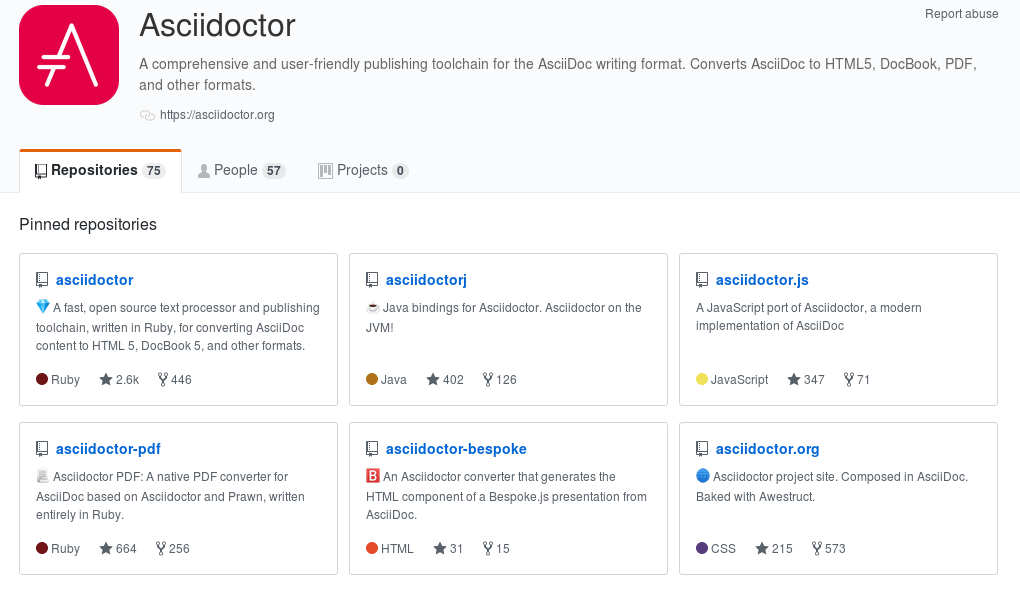 Asciidoctor
Report abuse
A comprehensive and user-friendly publishing toolchain for the AsciiDoc writing format. Converts AsciiDoc to HTML5, DocBook, PDF,
and other formats.
https://asciidoctor.org
Repositories 75 People 57 Projects 0
Pinned repositories
asciidoctor
A fast, open source text processor and publishing
toolchain, written in Ruby, for converting AsciiDoc
content to HTML 5, DocBook 5, and other formats.
Ruby 2.6k 446
asciidoctorj
Java bindings for Asciidoctor. Asciidoctor on the
JVM!
Java 402 126
asciidoctor.js
A JavaScript port of Asciidoctor, a modern
implementation of AsciiDoc
JavaScript 347 71
asciidoctor-pdf
Asciidoctor PDF: A native PDF converter for
AsciiDoc based on Asciidoctor and Prawn, written
entirely in Ruby.
Ruby 664 256
asciidoctor-bespoke
B An Asciidoctor converter that generates the
HTML component of a Bespoke.js presentation from
AsciiDoc.
HTML 31 15
asciidoctor.org
Asciidoctor project site. Composed in AsciiDoc.
Baked with Awestruct.
CSS 215 573